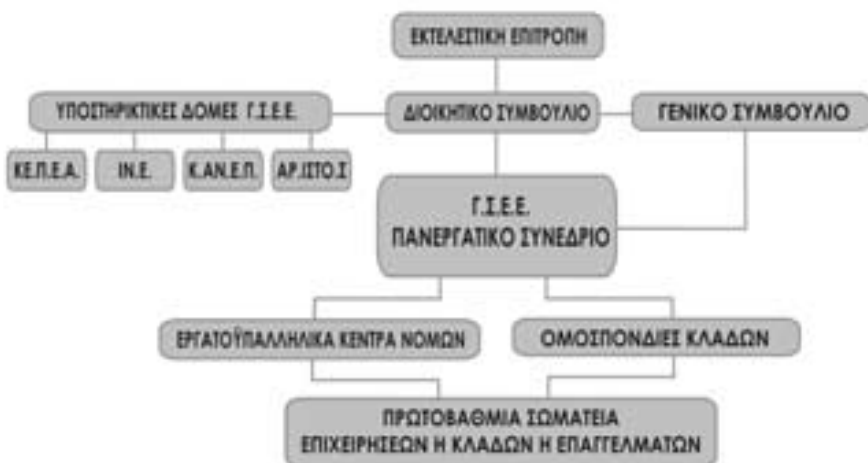 ΕΚΤΕΛΕΣΤΙΚΗ ΕΠΙΤΡΟΠΗ
ΥΠΟΣΤΗΡΙΚΤΙΚΕΣ ΔΟΜΕΣ Γ.Σ.Ε.Ε.
ΔΙΟΙΚΗΤΙΚΟ ΣΥΜΒΟΥΛΙΟ
ΓΕΝΙΚΟ ΣΥΜΒΟΥΛΙΟ
ΚΕ.Π.Ε.Α.
ΙΝ.Ε.
Κ.ΑΝ.Ε.Π.
ΑΡ.ΙΣΤΟ.Σ
Γ.Σ.Ε.Ε.
ΠΑΝΕΡΓΑΤΙΚΟ ΣΥΝΕΔΡΙΟ
ΕΡΓΑΤΟΫΠΑΛΛΗΛΙΚΑ ΚΕΝΤΡΑ ΝΟΜΩΝ
ΟΜΟΣΠΟΝΔΙΕΣ ΚΛΑΔΩΝ
ΠΡΩΤΟΒΑΘΜΙΑ ΣΩΜΑΤΕΙΑ
ΕΠΙΧΕΙΡΗΣΕΩΝ Η ΚΛΑΔΩΝ Η ΕΠΑΓΓΕΛΜΑΤΩΝ